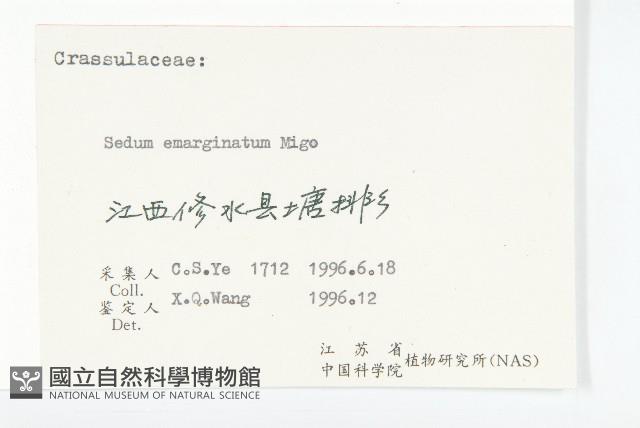 Crassulaceae:
Sedum emarginatum Migo
江西修水县塘排
采集人 C.S.Ye 1712 1996.6.18
Coll.
鉴定人 X.Q.Wang 1996.12
Det.
江苏省
中国科学院 植物研究所(NAS)
國立自然科學博物館
NATIONAL MUSEUM OF NATURAL SCIENCE